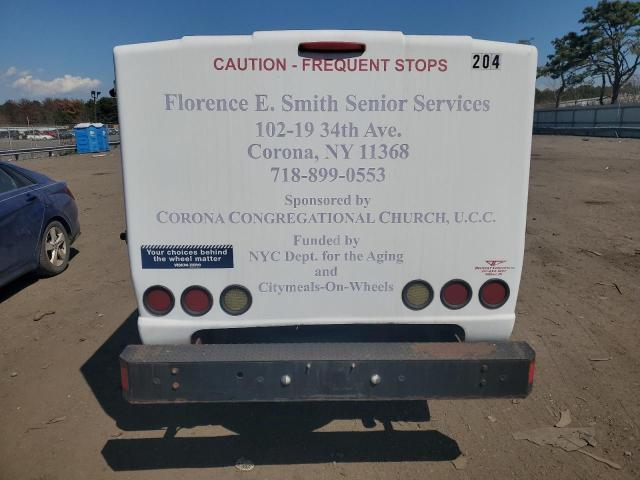 CAUTION - FREQUENT STOPS
204
Florence E. Smith Senior Services
102-19 34th Ave.
Corona, NY 11368
718-899-0553
Sponsored by
CORONA CONGREGATIONAL CHURCH, U.C.C.
Funded by
NYC Dept. for the Aging
and
Citymeals-On-Wheels
Your choices behind
the wheel matter
VISION ZERO